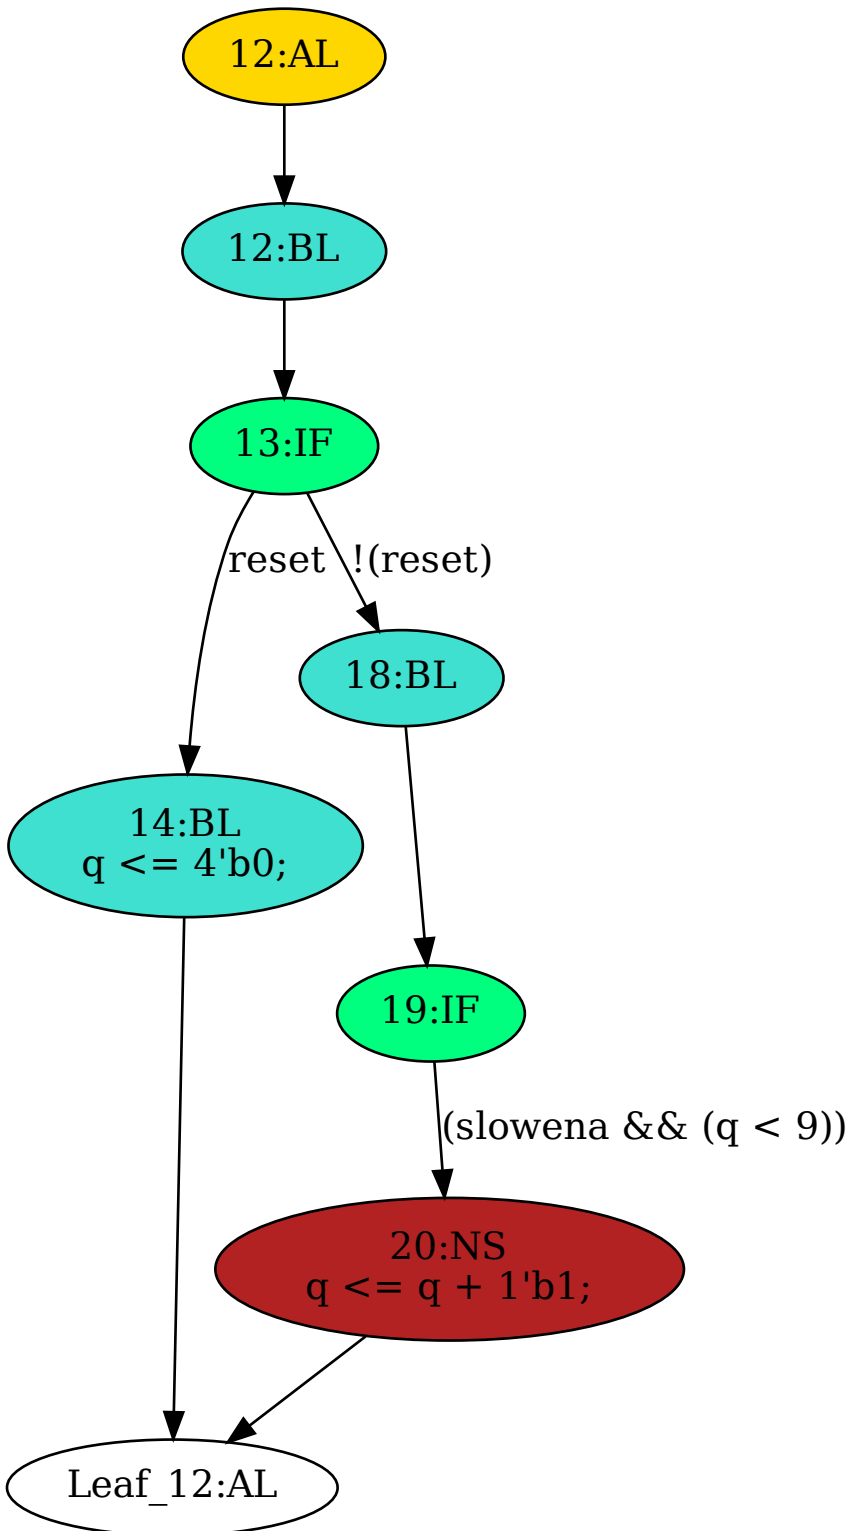 12:AL
12:BL
13:IF
reset
!(reset)
18:BL
14:BL
q <= 4'b0;
19:IF
(slowena && (q < 9))
20:NS
q <= q + 1'b1;
Leaf_12:AL